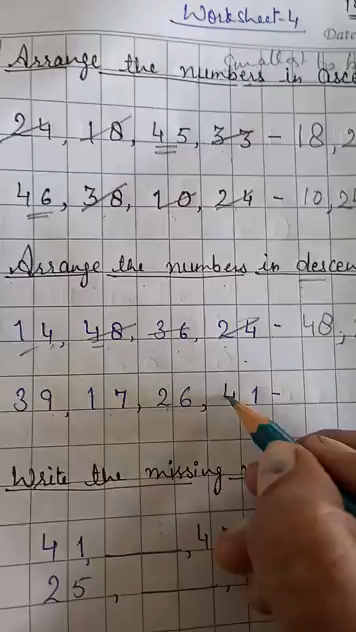 Worksheet-4
Date
Smallest to b
Arrange the numbers in asce
24, 18, 45, 33 - 18, 2
46, 38, 10, 24 - 10, 2
Arrange the numbers in descen
14, 48, 36, 24 - 48,
39, 17, 26, 41 -
Write the missing
41, ____, 4
25, ____,